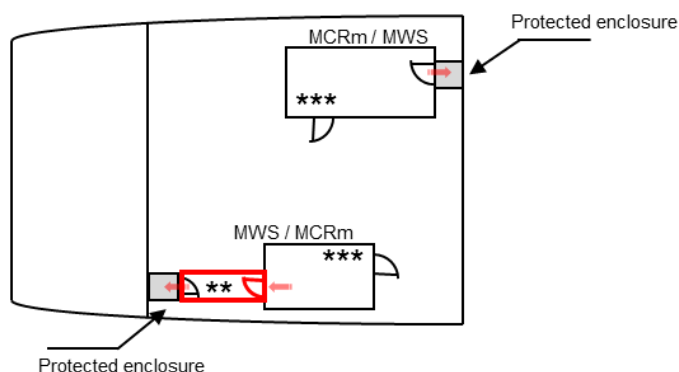 Protected enclosure
MCRm / MWS
***
MWS / MCRm
***
**
Protected enclosure